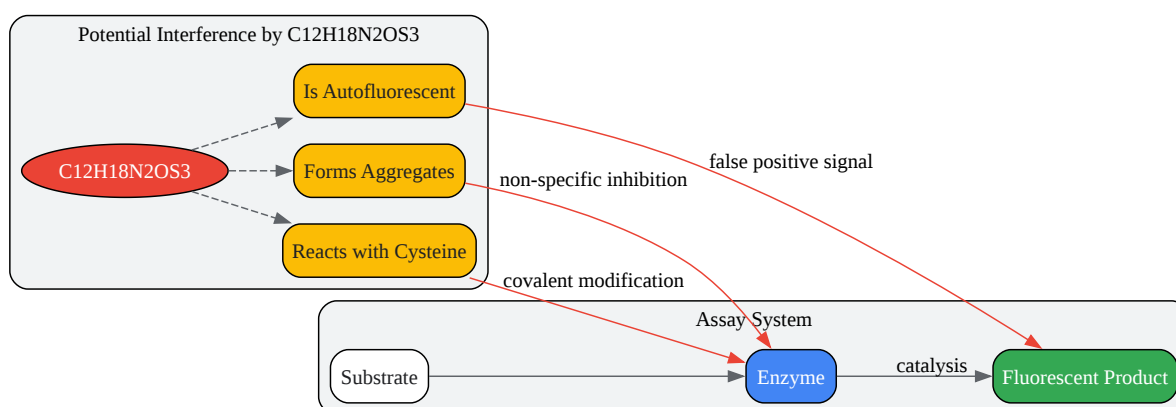 Potential Interference by C12H18N2OS3
Is Autofluorescent
C12H18N2OS3
Forms Aggregates
Reacts with Cysteine
false positive signal
non-specific inhibition
covalent modification
Assay System
Substrate
Enzyme
catalysis
Fluorescent Product